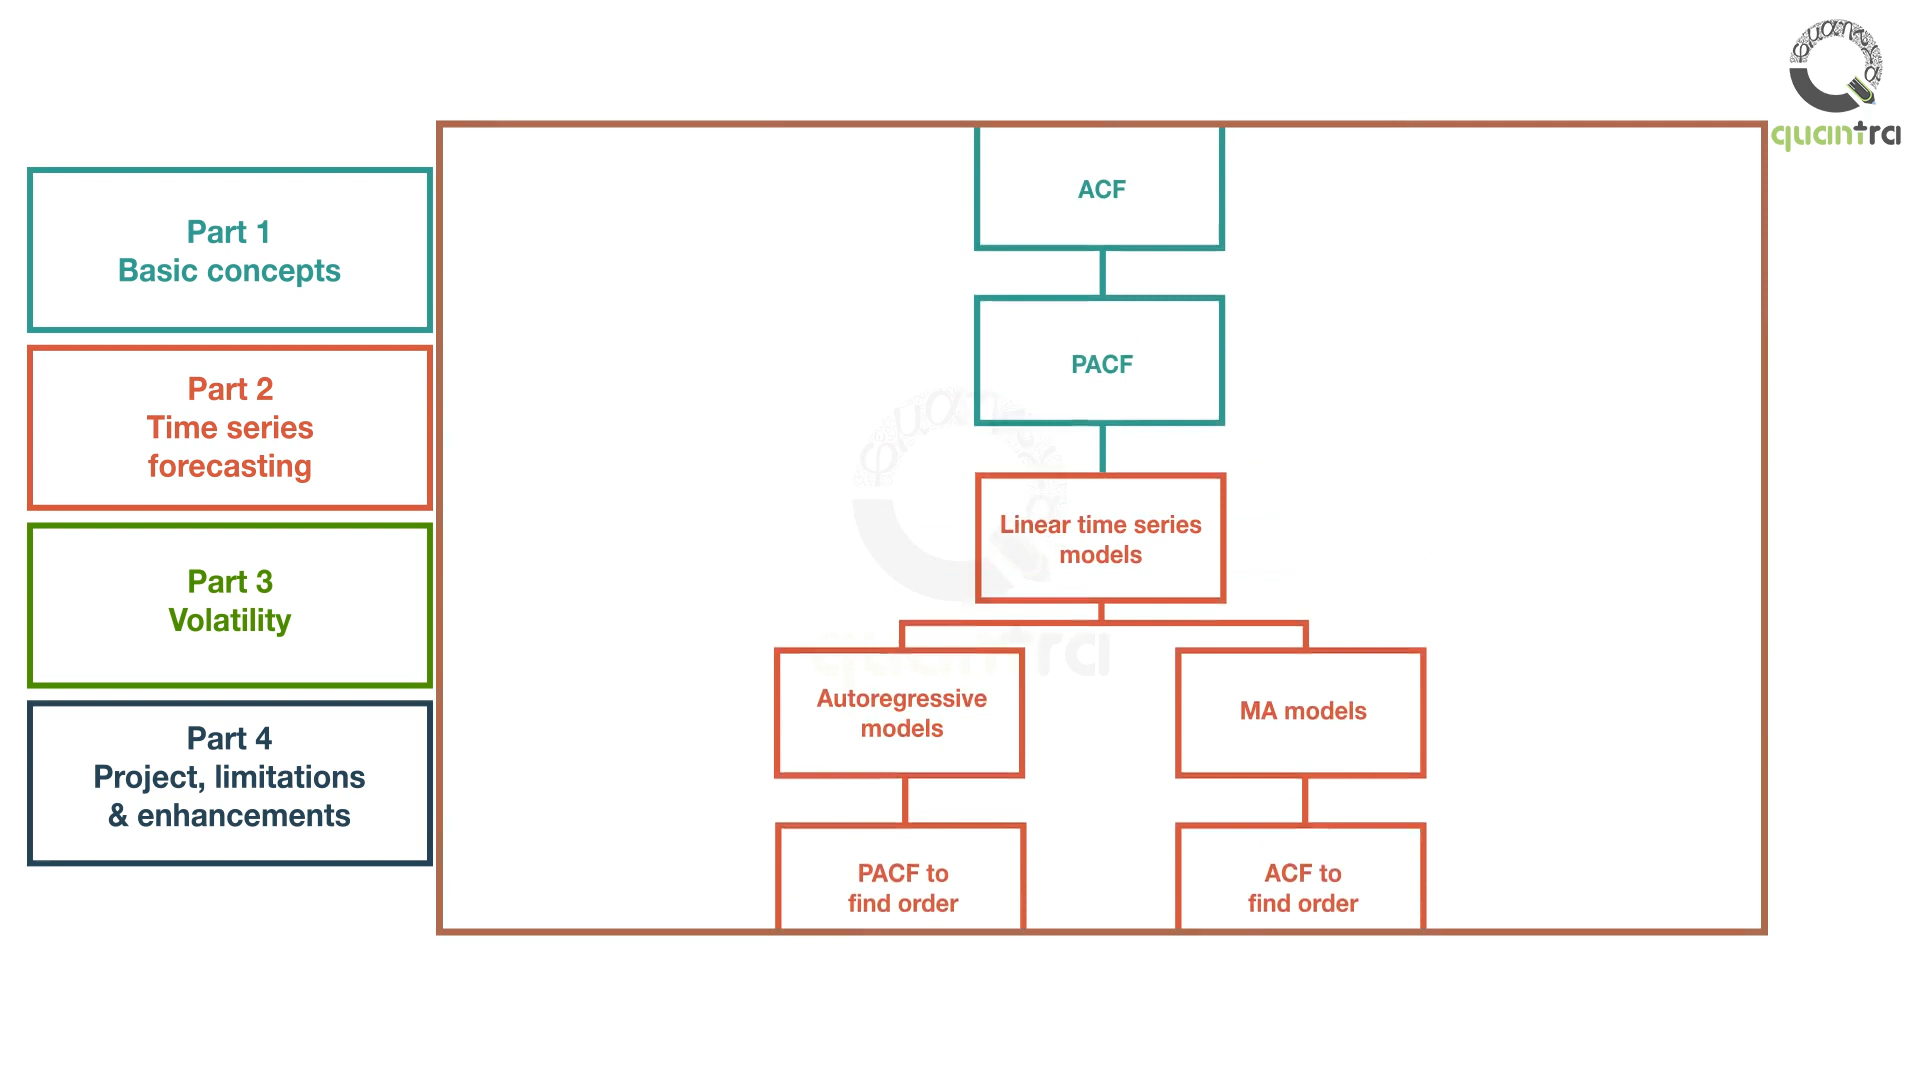 quantra
Part 1
Basic concepts
Part 2
Time series
forecasting
Part 3
Volatility
Part 4
Project, limitations
& enhancements
ACF
PACF
Linear time series
models
Autoregressive
models
MA models
PACF to
find order
ACF to
find order
quantra